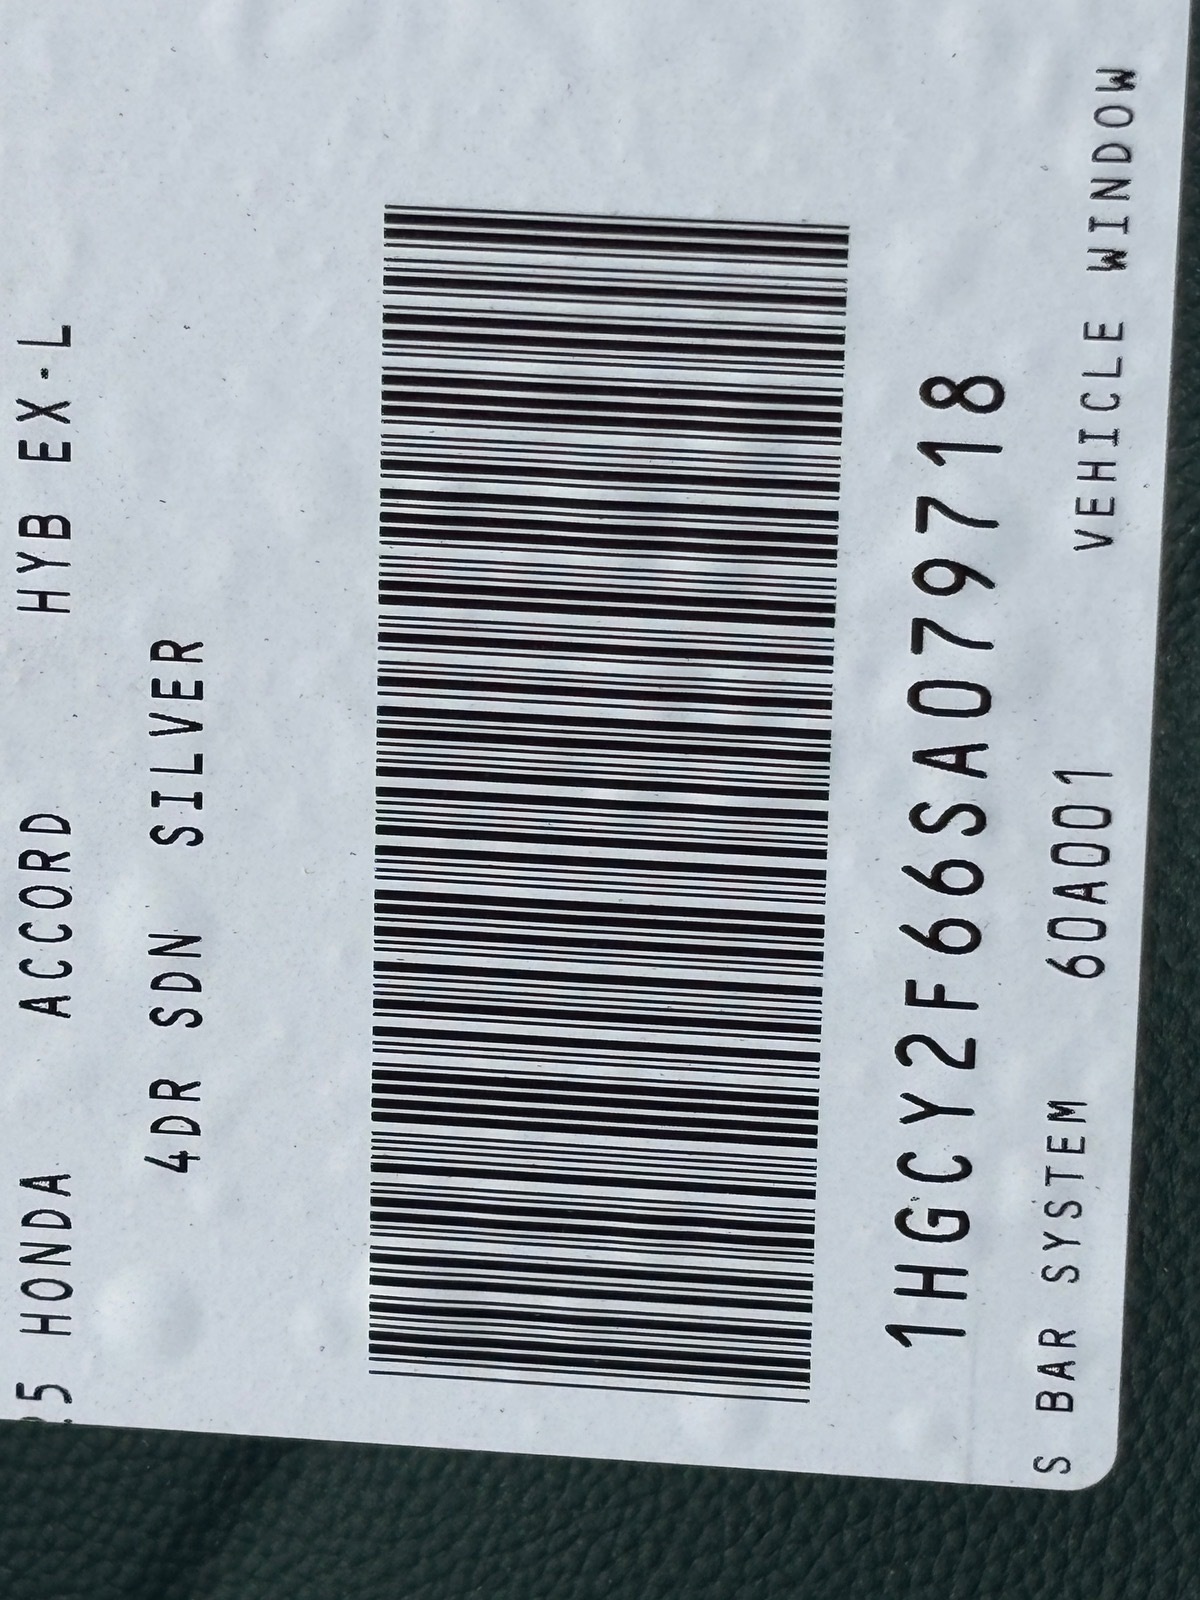 5 HONDA ACCORD HYB EX-L
4DR SDN SILVER
1HGCY2F66SA079718
S BAR SYSTEM 60A001 VEHICLE WINDOW